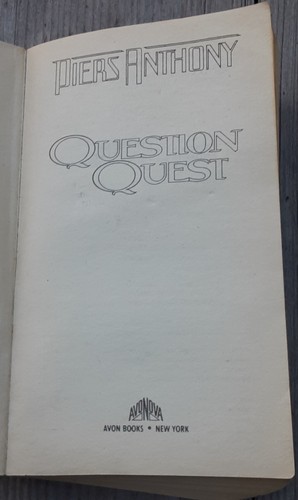 PIERS ANTHONY
QUESTION
QUEST
AVONOVA
AVON BOOKS • NEW YORK